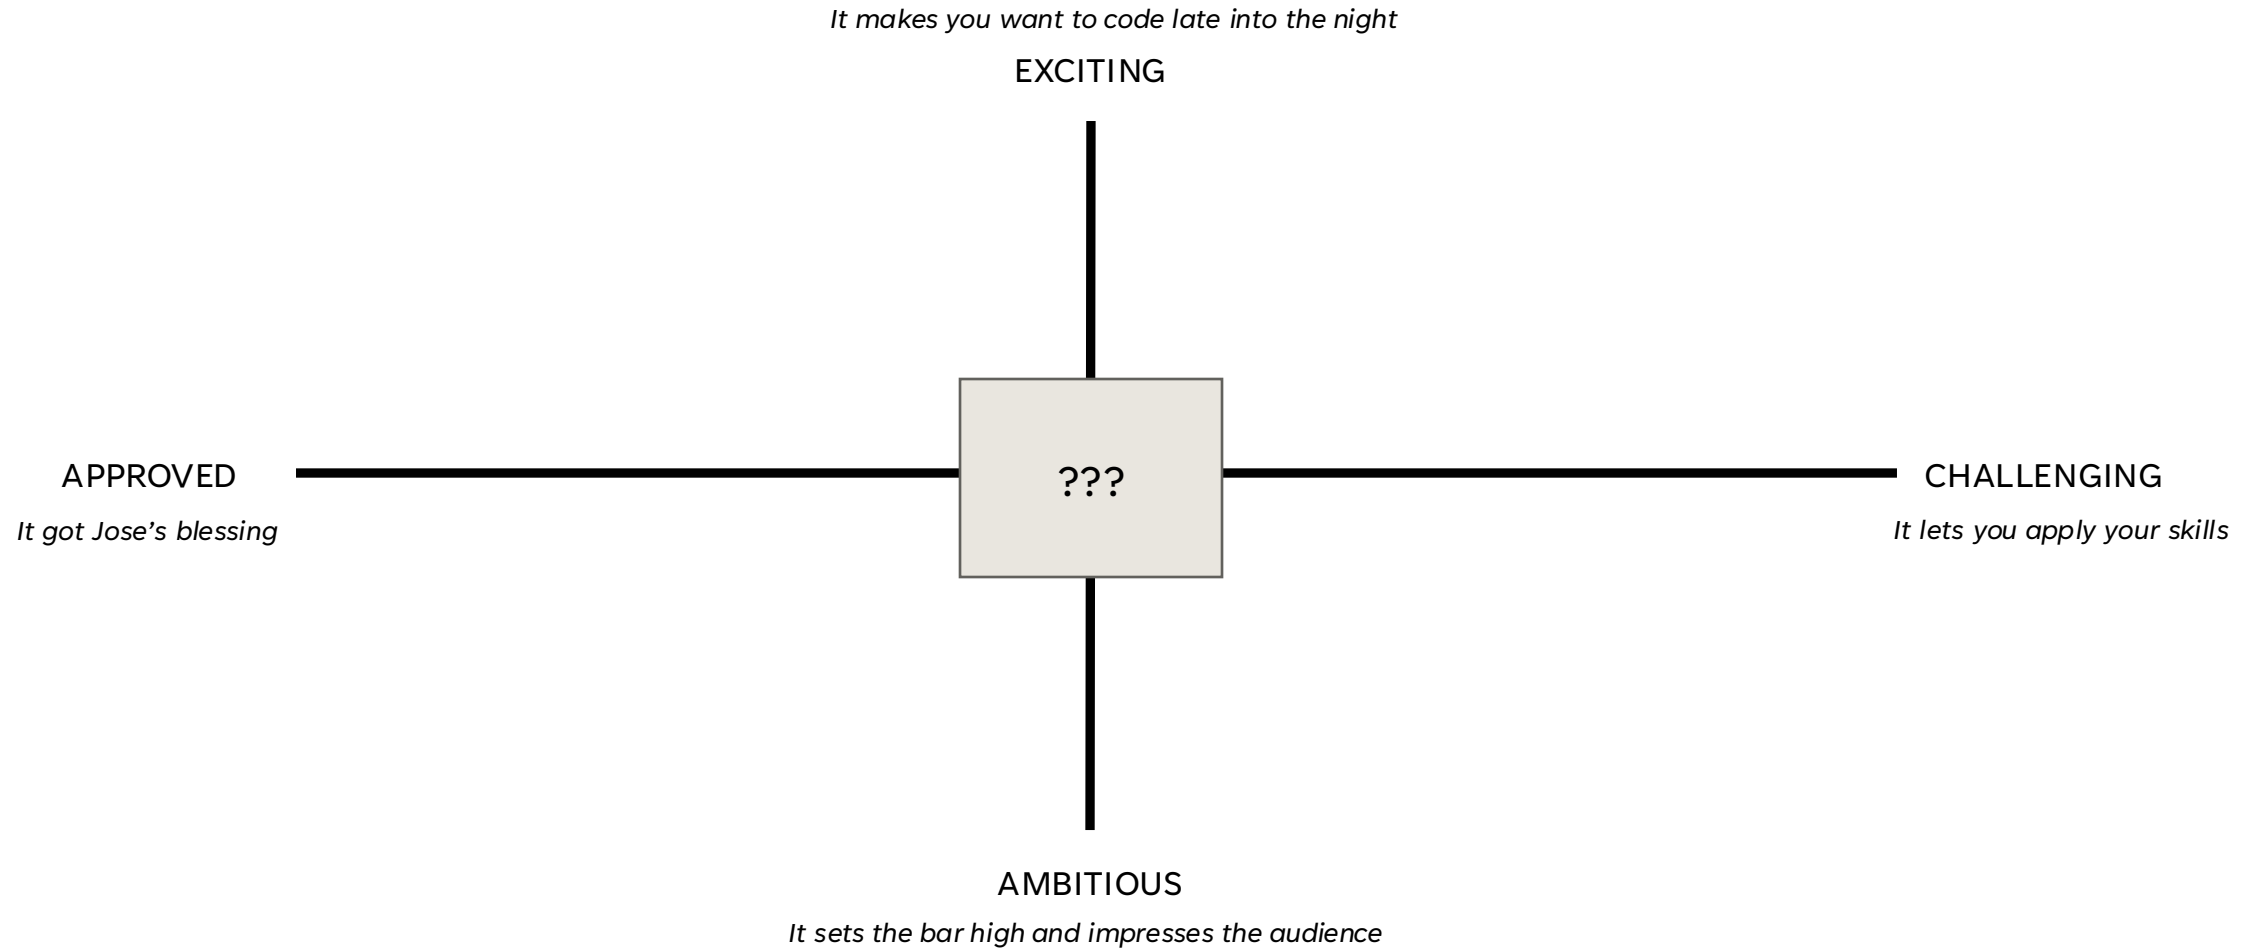 It makes you want to code late into the night
EXCITING
???
APPROVED
It got Jose’s blessing
CHALLENGING
It lets you apply your skills
AMBITIOUS
It sets the bar high and impresses the audience